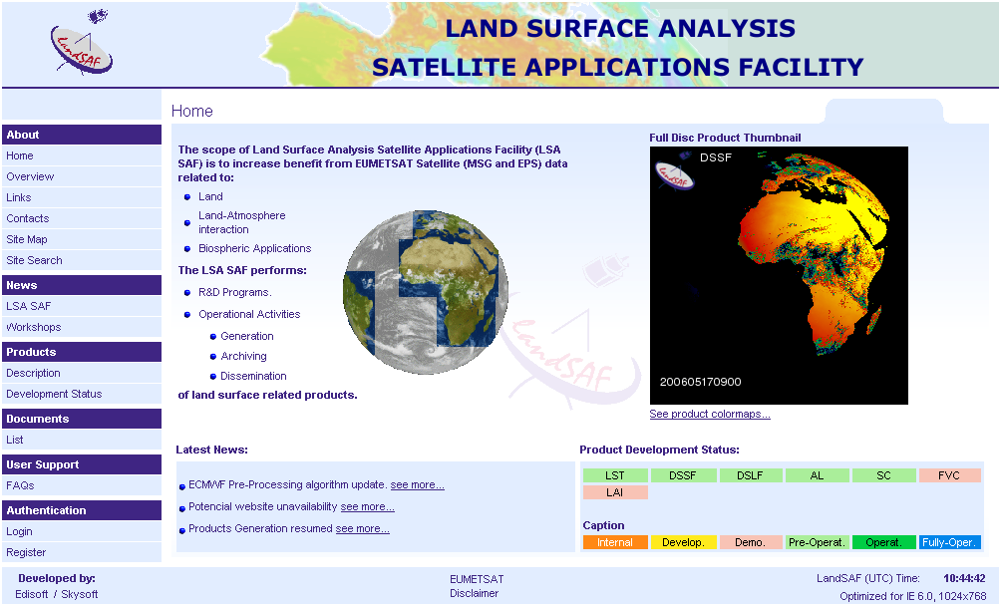 LandSAF
LAND SURFACE ANALYSIS
SATELLITE APPLICATIONS FACILITY
About
Home
Overview
Links
Contacts
Site Map
Site Search
News
LSA SAF
Workshops
Products
Description
Development Status
Documents
List
User Support
FAQs
Authentication
Login
Register
Home
The scope of Land Surface Analysis Satellite Applications Facility (LSA
SAF) is to increase benefit from EUMETSAT Satellite (MSG and EPS) data
related to:
Land
Land-Atmosphere
interaction
Biospheric Applications
The LSA SAF performs:
R&D Programs.
Operational Activities
Generation
Archiving
Dissemination
of land surface related products.
landSAF
Full Disc Product Thumbnail
landSAF
DSSF
200605170900
See product colormaps...
Latest News:
ECMWF Pre-Processing algorithm update. see more...
Potencial website unavailability see more...
Products Generation resumed see more...
Product Development Status:
LST DSSF DSLF AL SC FVC
LAI
Caption
Internal Develop. Demo. Pre-Operat. Operat. Fully-Oper.
Developed by:
Edisoft / Skysoft
EUMETSAT
Disclaimer
LandSAF (UTC) Time: 10:44:42
Optimized for IE 6.0, 1024x768